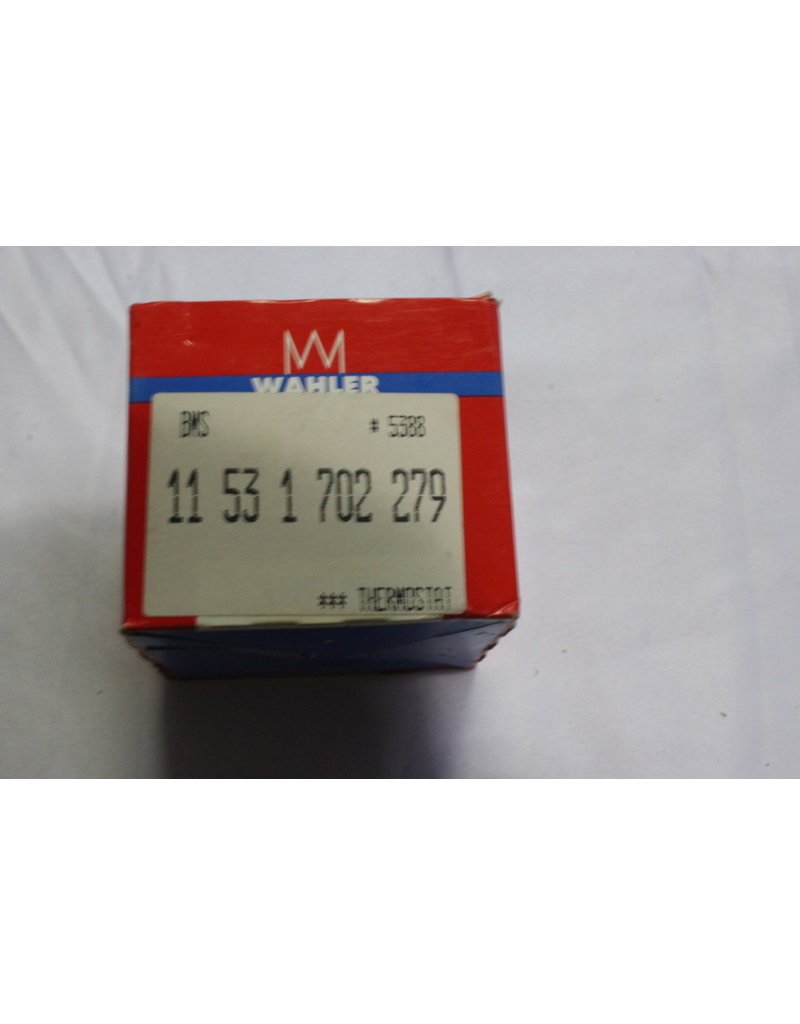 WAHLER
BMS # 5388
11 53 1 702 279
*** THERMOSTAT